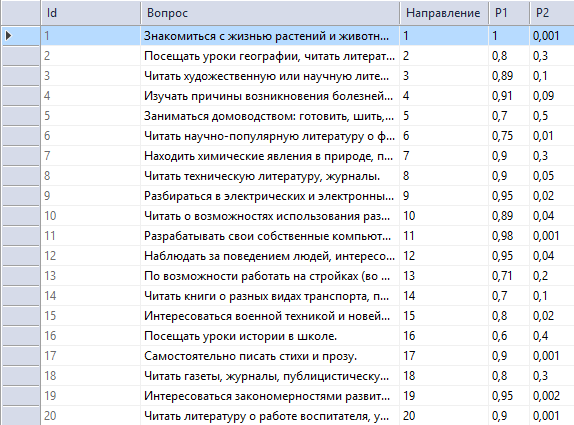 Id Вопрос Направление P1 P2
1 Знакомиться с жизнью растений и животн... 1 1 0,001
2 Посещать уроки географии, читать литерат... 2 0,8 0,3
3 Читать художественную или научную лите... 3 0,89 0,1
4 Изучать причины возникновения болезней... 4 0,91 0,09
5 Заниматься домоводством: готовить, шить,... 5 0,7 0,5
6 Читать научно-популярную литературу о ф... 6 0,75 0,01
7 Находить химические явления в природе, п... 7 0,9 0,3
8 Читать техническую литературу, журналы. 8 0,9 0,05
9 Разбираться в электрических и электронны... 9 0,95 0,02
10 Читать о возможностях использования раз... 10 0,89 0,04
11 Разрабатывать свои собственные компьют... 11 0,98 0,001
12 Наблюдать за поведением людей, интересо... 12 0,95 0,04
13 По возможности работать на стройках (во ... 13 0,71 0,2
14 Читать книги о разных видах транспорта, п... 14 0,7 0,1
15 Интересоваться военной техникой и новей... 15 0,8 0,02
16 Посещать уроки истории в школе. 16 0,6 0,4
17 Самостоятельно писать стихи и прозу. 17 0,9 0,001
18 Читать газеты, журналы, публицистическу... 18 0,8 0,3
19 Интересоваться закономерностями развит... 19 0,95 0,002
20 Читать литературу о работе воспитателя, у... 20 0,9 0,001